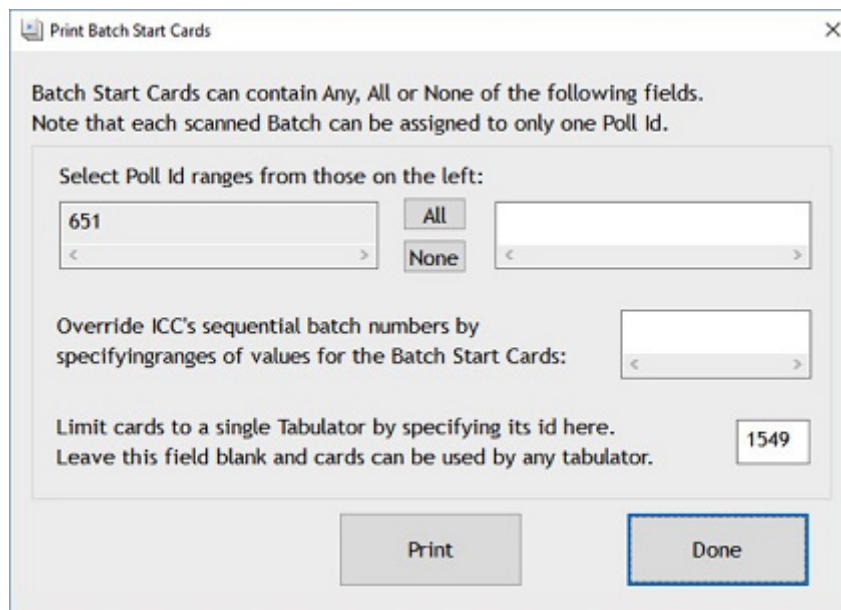 Print Batch Start Cards
Batch Start Cards can contain Any, All or None of the following fields.
Note that each scanned Batch can be assigned to only one Poll Id.
Select Poll Id ranges from those on the left:
651
All
None
Override ICC's sequential batch numbers by
specifyingranges of values for the Batch Start Cards:
Limit cards to a single Tabulator by specifying its id here.
Leave this field blank and cards can be used by any tabulator.
1549
Print
Done